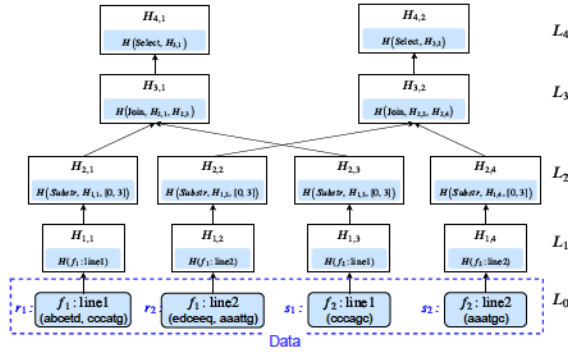 H4,1
H(Select, H3,1)
H4,2
H(Select, H3,2)
L4
H3,1
H(Join, H2,1, H2,3)
H3,2
H(Join, H2,2, H2,4)
L3
H2,1
H(Substr, H1,1, [0, 3])
H2,2
H(Substr, H1,2, [0, 3])
H2,3
H(Substr, H1,3, [0, 3])
H2,4
H(Substr, H1,4, [0, 3])
L2
H1,1
H(f1: line1)
H1,2
H(f1: line2)
H1,3
H(f2: line1)
H1,4
H(f2: line2)
L1
r1: f1: line1
(abcetd, cccatg)
r2: f1: line2
(edceeq, aaattg)
s1: f2: line1
(cccagc)
s2: f2: line2
(aaatgc)
L0
Data